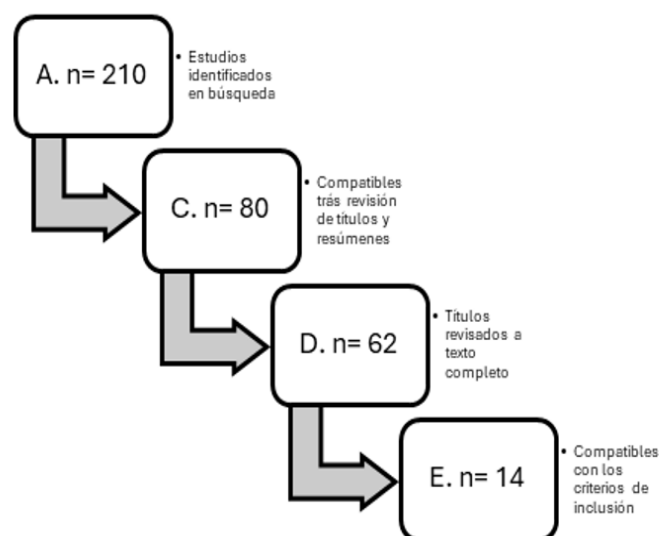 A. n= 210
• Estudios
identificados
en búsqueda
C. n= 80
• Compatibles
trás revisión
de títulos y
resúmenes
D. n= 62
• Títulos
revisados a
texto
completo
E. n= 14
• Compatibles
con los
criterios de
inclusión